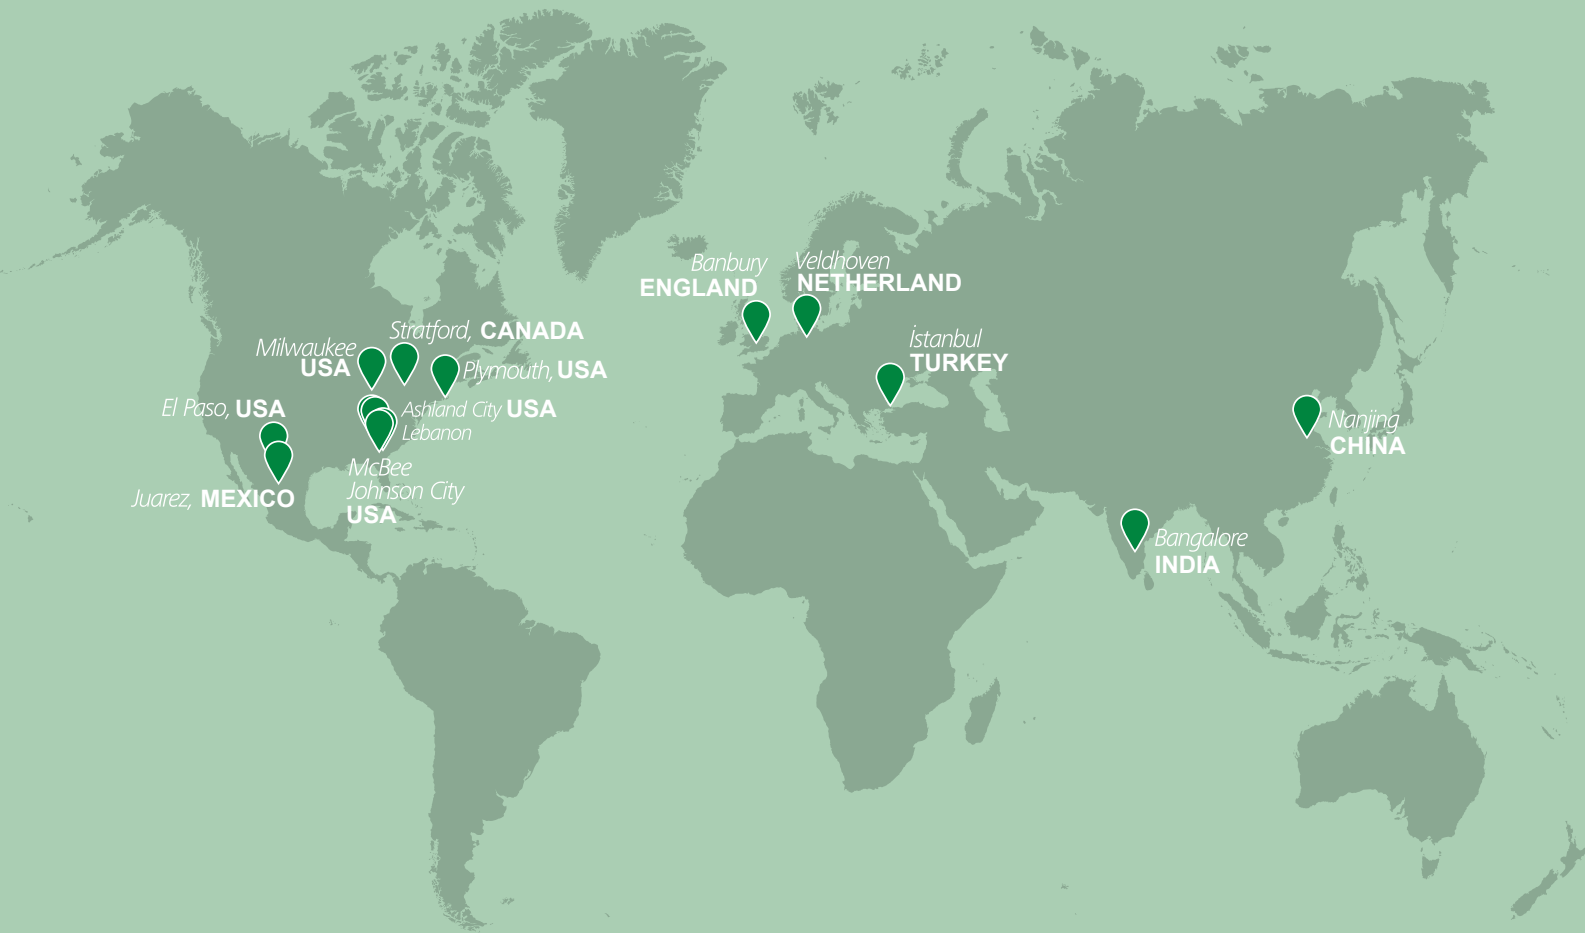 Banbury
ENGLAND
Veldhoven
NETHERLAND
Stratford, CANADA
Milwaukee
USA
Plymouth, USA
İstanbul
TURKEY
El Paso, USA
Ashland City USA
Lebanon
Nanjing
CHINA
McBee
Johnson City
USA
Juarez, MEXICO
Bangalore
INDIA